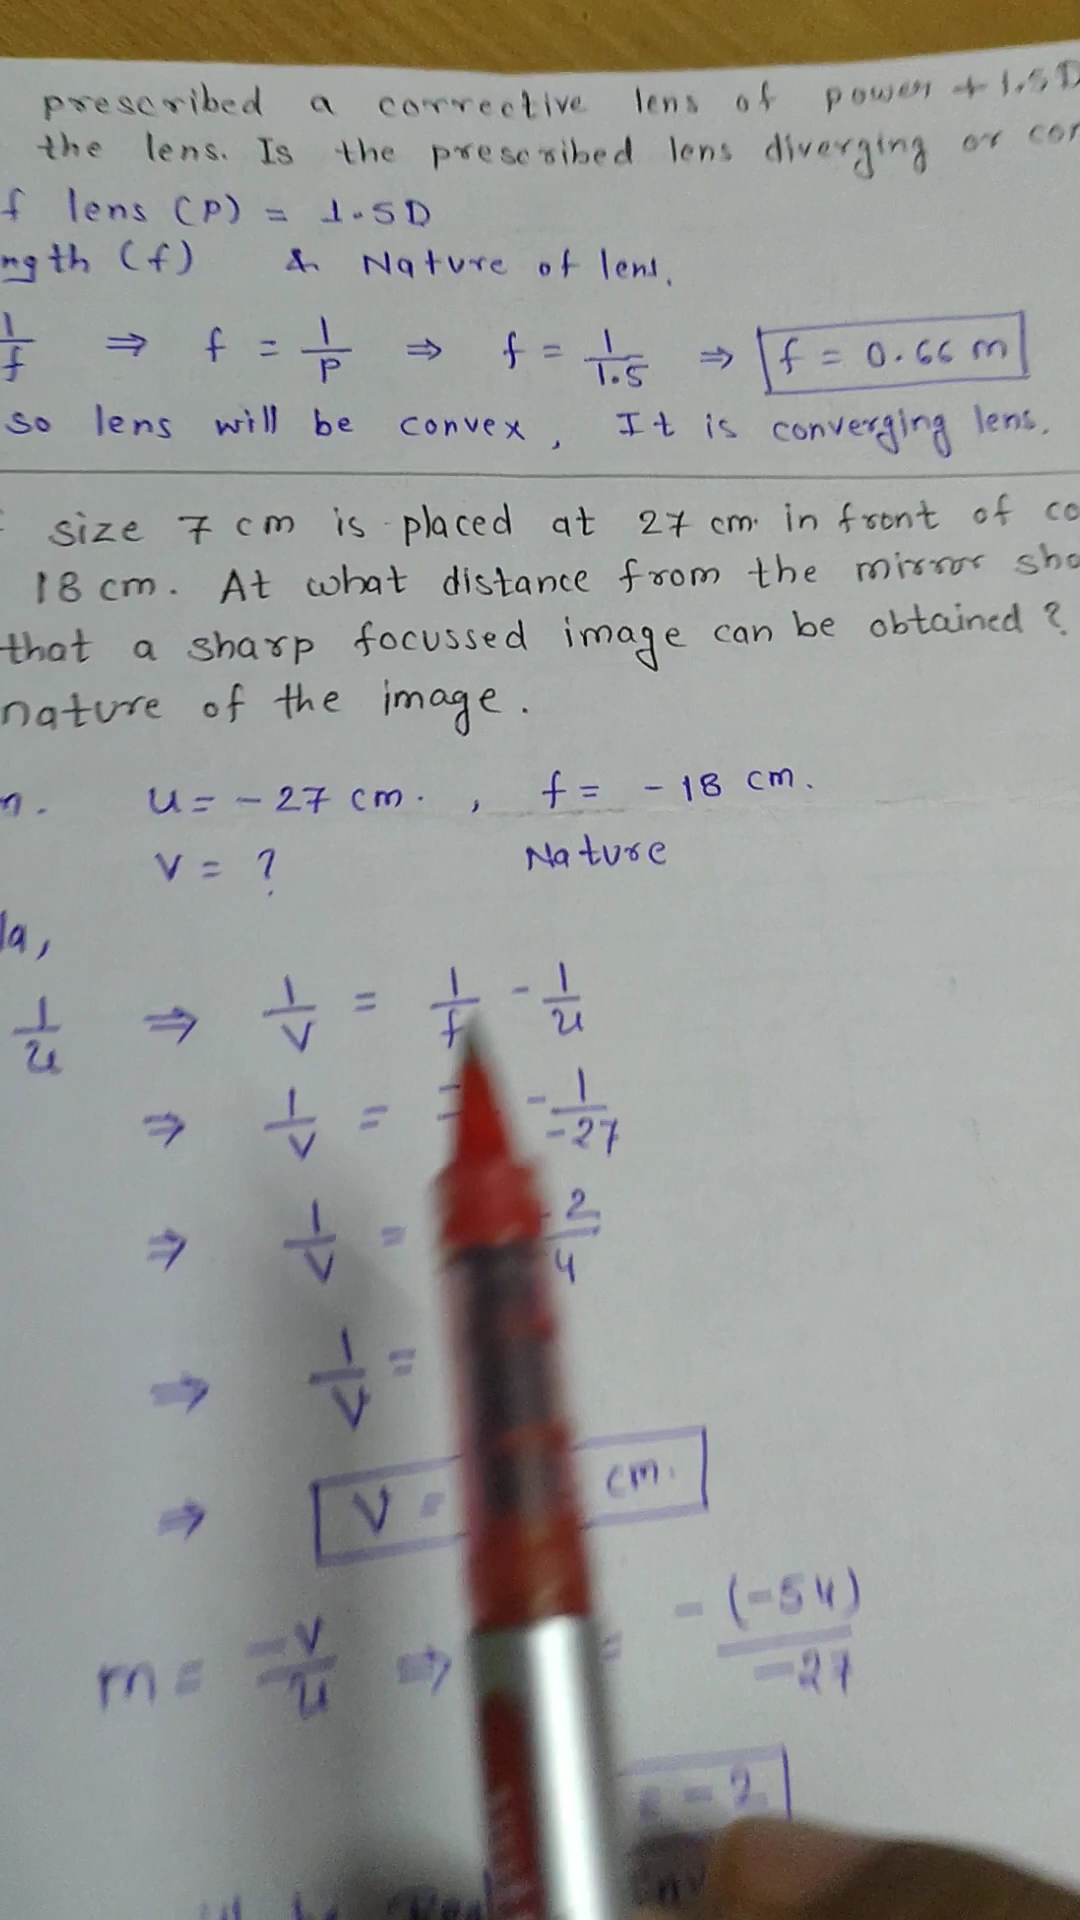 prescribed a corrective lens of power + 1.5D
the lens. Is the prescribed lens diverging or con
f lens (P) = 1.5D
ngth (f) & Nature of lens.
1/f ⇒ f = 1/P ⇒ f = 1/1.5 ⇒ f = 0.66 m
so lens will be convex, It is converging lens.
size 7 cm is placed at 27 cm. in front of co
18 cm. At what distance from the mirror sho
that a sharp focussed image can be obtained ?
nature of the image.
n. u = - 27 cm. , f = - 18 cm.
v = ? Nature
la,
1/u ⇒ 1/v = 1/f - 1/u
⇒ 1/v = - 1/-27
⇒ 1/v = 2/4
⇒ 1/v =
⇒ v = cm.
m = -v/u ⇒ = -(-54)/-27
= - 2